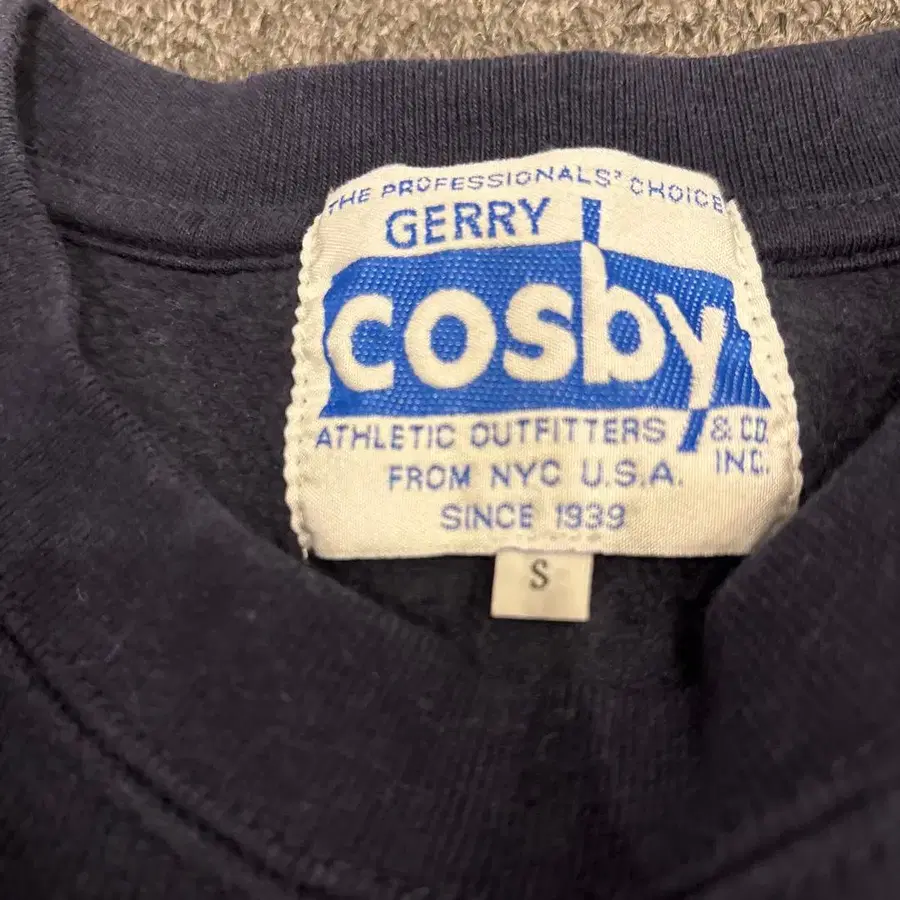 THE PROFESSIONALS' CHOICE
GERRY
cosby
ATHLETIC OUTFITTERS & CO.
INC.
FROM NYC U.S.A.
SINCE 1939
S